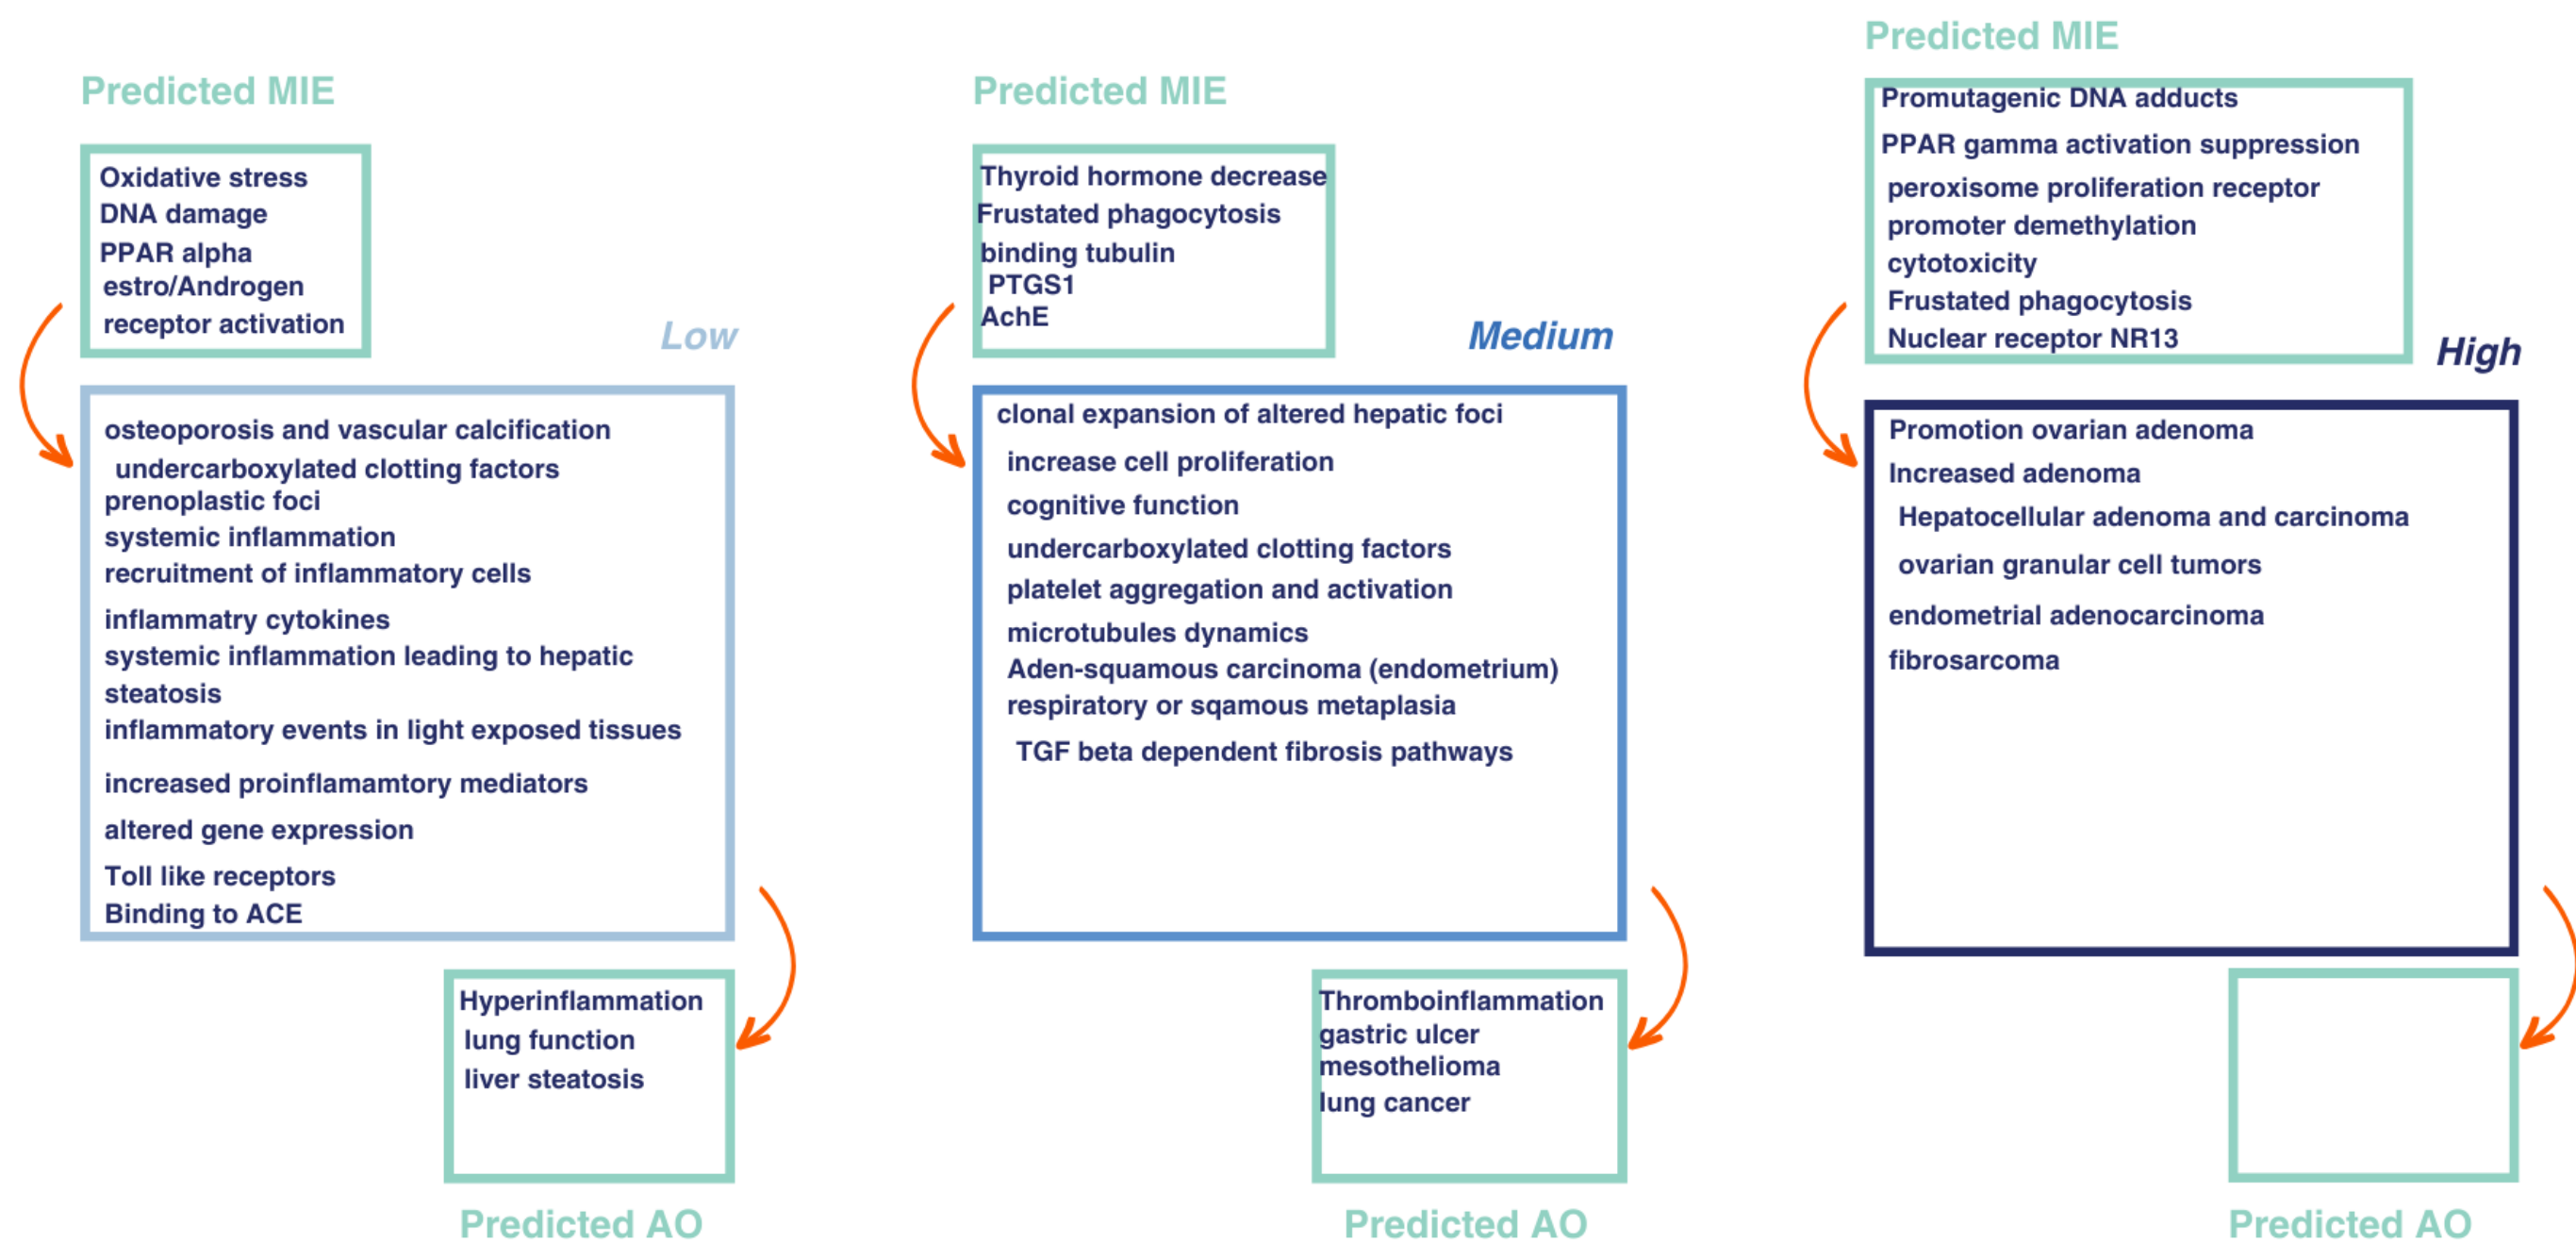 Predicted MIE
Oxidative stress
DNA damage
PPAR alpha
estro/Androgen
receptor activation
Low
osteoporosis and vascular calcification
undercarboxylated clotting factors
prenoplastic foci
systemic inflammation
recruitment of inflammatory cells
inflammatry cytokines
systemic inflammation leading to hepatic
steatosis
inflammatory events in light exposed tissues
increased proinflamamtory mediators
altered gene expression
Toll like receptors
Binding to ACE
Hyperinflammation
lung function
liver steatosis
Predicted AO
Predicted MIE
Thyroid hormone decrease
Frustated phagocytosis
binding tubulin
PTGS1
AchE
Medium
clonal expansion of altered hepatic foci
increase cell proliferation
cognitive function
undercarboxylated clotting factors
platelet aggregation and activation
microtubules dynamics
Aden-squamous carcinoma (endometrium)
respiratory or sqamous metaplasia
TGF beta dependent fibrosis pathways
Thromboinflammation
gastric ulcer
mesothelioma
lung cancer
Predicted AO
Predicted MIE
Promutagenic DNA adducts
PPAR gamma activation suppression
peroxisome proliferation receptor
promoter demethylation
cytotoxicity
Frustated phagocytosis
Nuclear receptor NR13
High
Promotion ovarian adenoma
Increased adenoma
Hepatocellular adenoma and carcinoma
ovarian granular cell tumors
endometrial adenocarcinoma
fibrosarcoma
Predicted AO